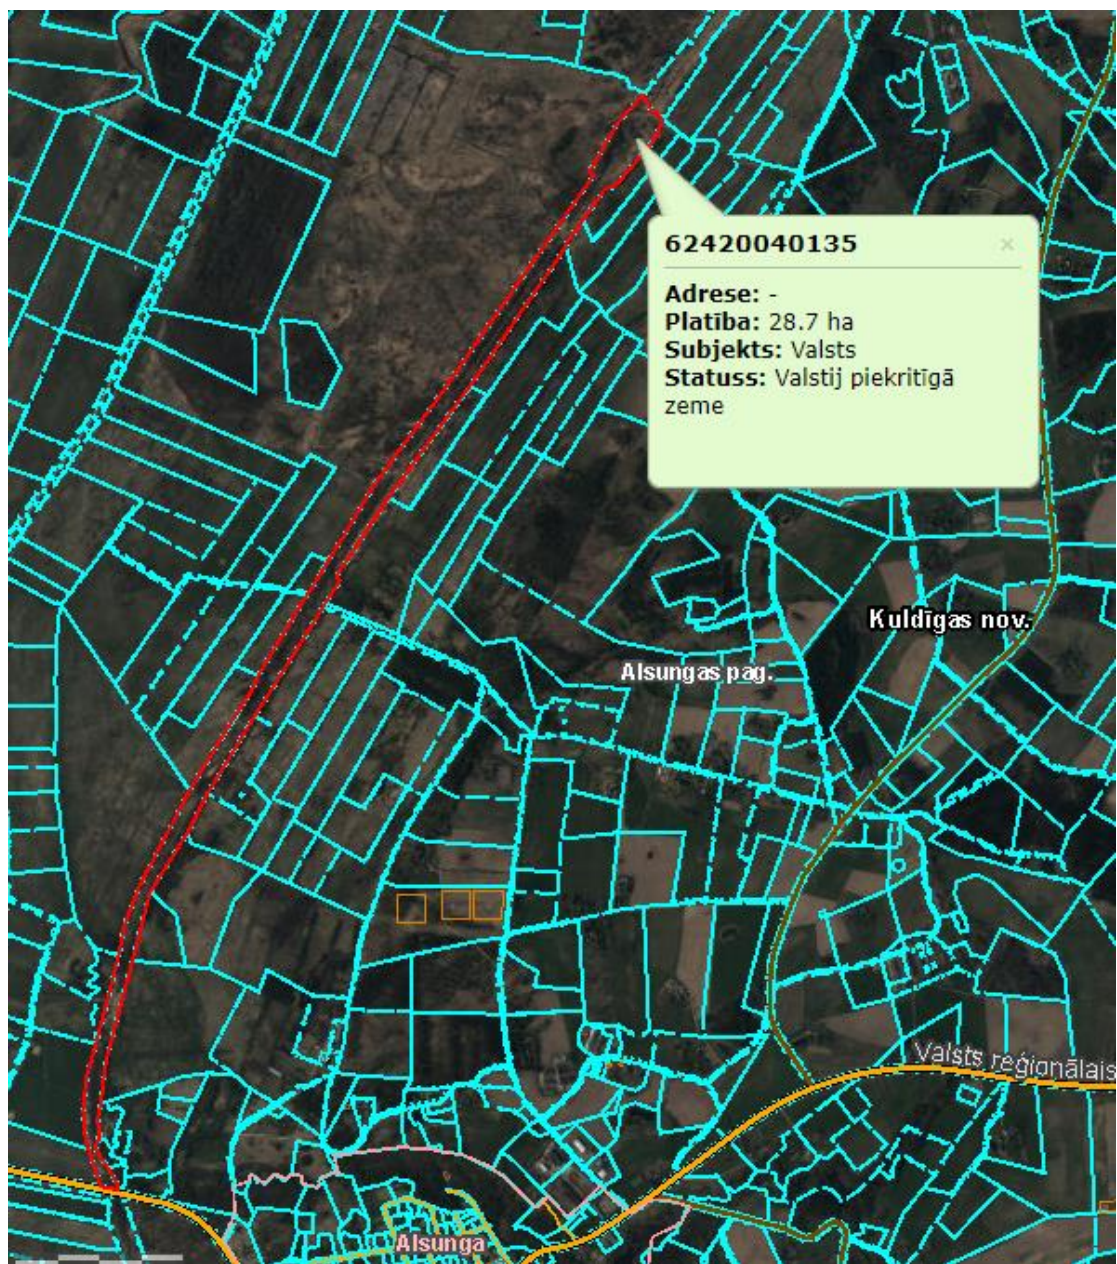 62420040135
×
Adrese: -
Platība: 28.7 ha
Subjekts: Valsts
Statuss: Valstij piekritīgā
zeme
Kuldīgas nov.
Alsungas pag.
Valsts reģionālais
Alsunga